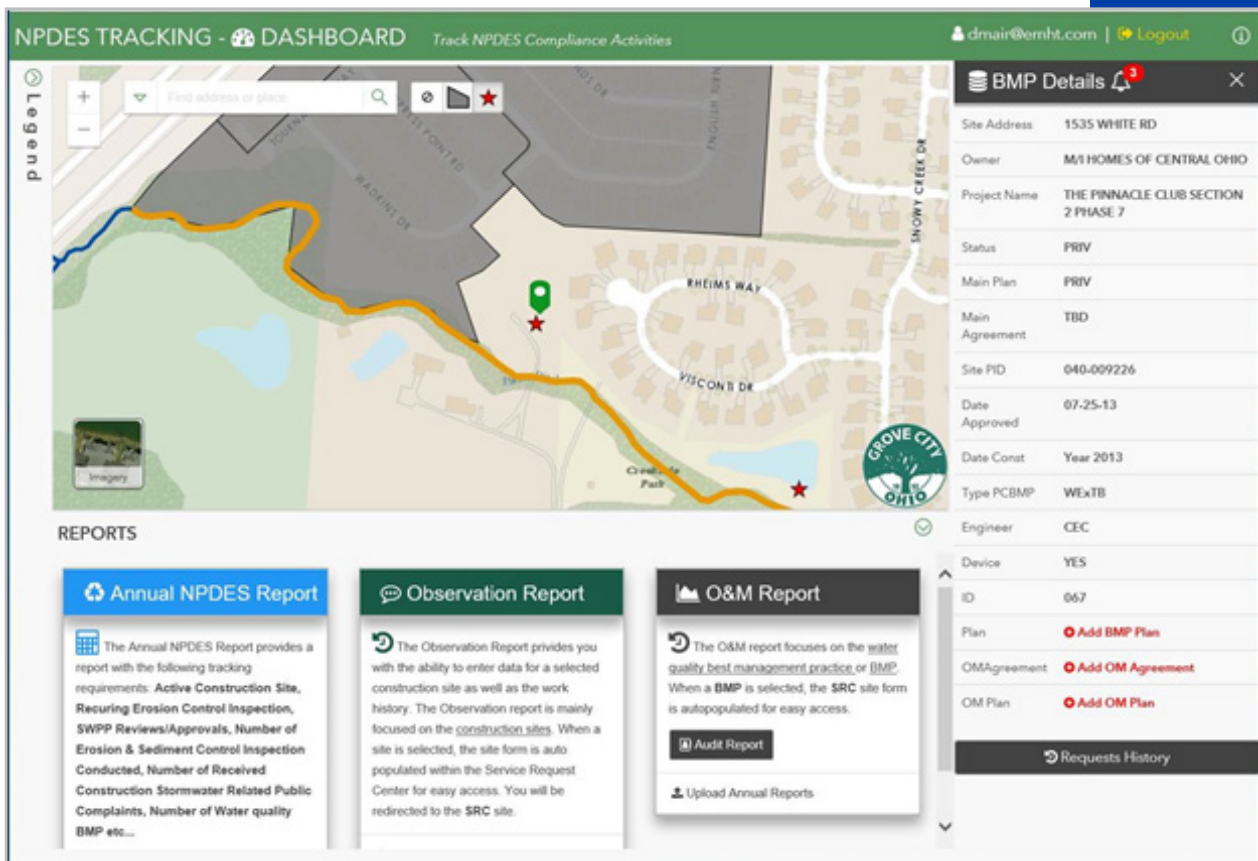 NPDES TRACKING - DASHBOARD Track NPDES Compliance Activities
dmair@emht.com | Logout
Legend
+
−
Find address or place
WADKINS DR
ENGLISH TURN
SNOWY CREEK DR
RHEIMS WAY
VISCONTI DR
Park
Imagery
GROVE CITY
OHIO
REPORTS
Annual NPDES Report
The Annual NPDES Report provides a
report with the following tracking
requirements: Active Construction Site,
Recuring Erosion Control Inspection,
SWPP Reviews/Approvals, Number of
Erosion & Sediment Control Inspection
Conducted, Number of Received
Construction Stormwater Related Public
Complaints, Number of Water quality
BMP etc...
Observation Report
The Observation Report privides you
with the ability to enter data for a selected
construction site as well as the work
history. The Observation report is mainly
focused on the construction sites. When a
site is selected, the site form is auto
populated within the Service Request
Center for easy access. You will be
redirected to the SRC site.
O&M Report
The O&M report focuses on the water
quality best management practice or BMP.
When a BMP is selected, the SRC site form
is autopopulated for easy access.
Audit Report
Upload Annual Reports
BMP Details 3
Site Address 1535 WHITE RD
Owner M/I HOMES OF CENTRAL OHIO
Project Name THE PINNACLE CLUB SECTION
2 PHASE 7
Status PRIV
Main Plan PRIV
Main
Agreement TBD
Site PID 040-009226
Date
Approved 07-25-13
Date Const Year 2013
Type PCBMP WExTB
Engineer CEC
Device YES
ID 067
Plan Add BMP Plan
OMAgreement Add OM Agreement
OM Plan Add OM Plan
Requests History